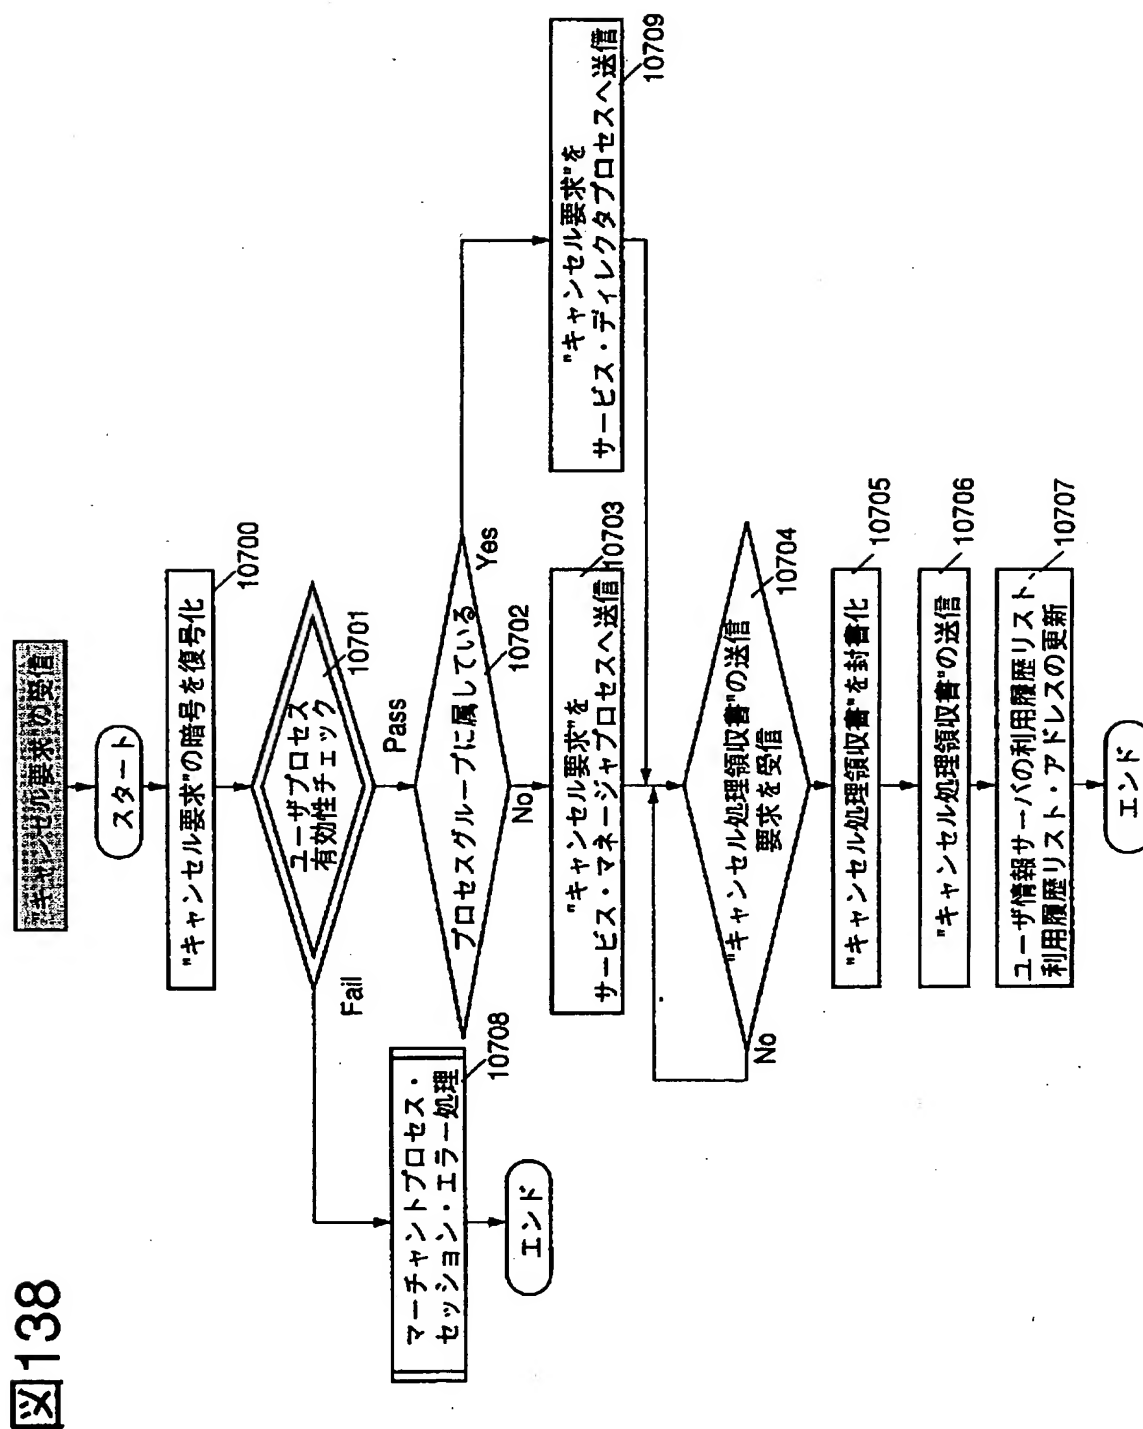 図138
"キャンセル要求"の受信
スタート
"キャンセル要求"の暗号を復号化
10700
ユーザプロセス
有効性チェック
10701
Fail
Pass
プロセスグループに属している
10702
Yes
No
"キャンセル要求"を
サービス・マネージャプロセスへ送信
10703
"キャンセル要求"を
サービス・ディレクタプロセスへ送信
10709
マーチャントプロセス・
セッション・エラー処理
10708
エンド
"キャンセル処理領収書"の送信
要求を受信
10704
No
"キャンセル処理領収書"を封書化
10705
"キャンセル処理領収書"の送信
10706
ユーザ情報サーバの利用履歴リスト、
利用履歴リスト・アドレスの更新
10707
エンド